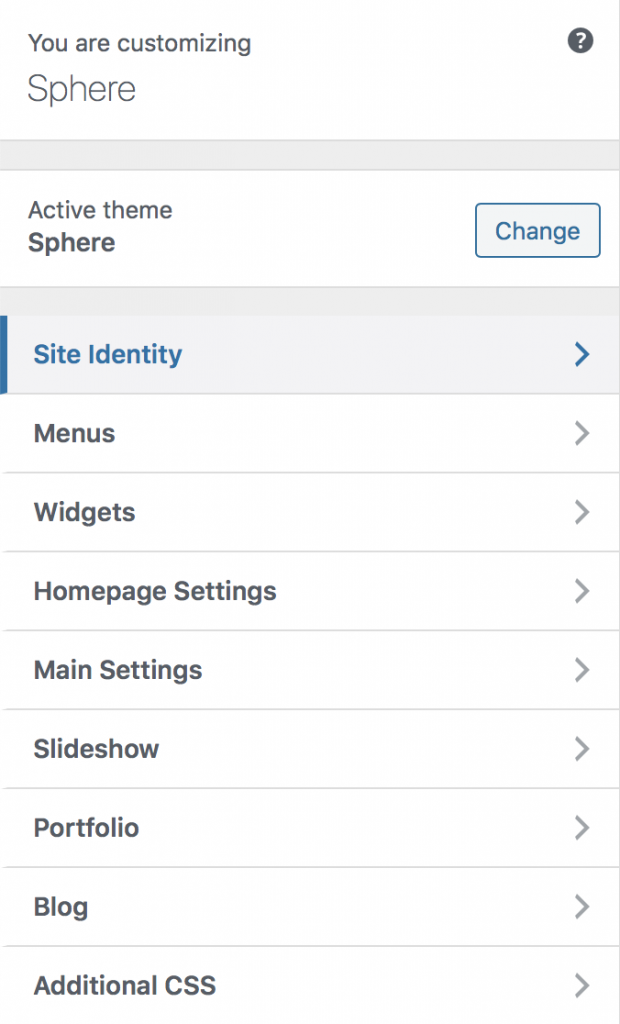 You are customizing
?
Sphere
Active theme
Sphere
Change
Site Identity
Menus
Widgets
Homepage Settings
Main Settings
Slideshow
Portfolio
Blog
Additional CSS